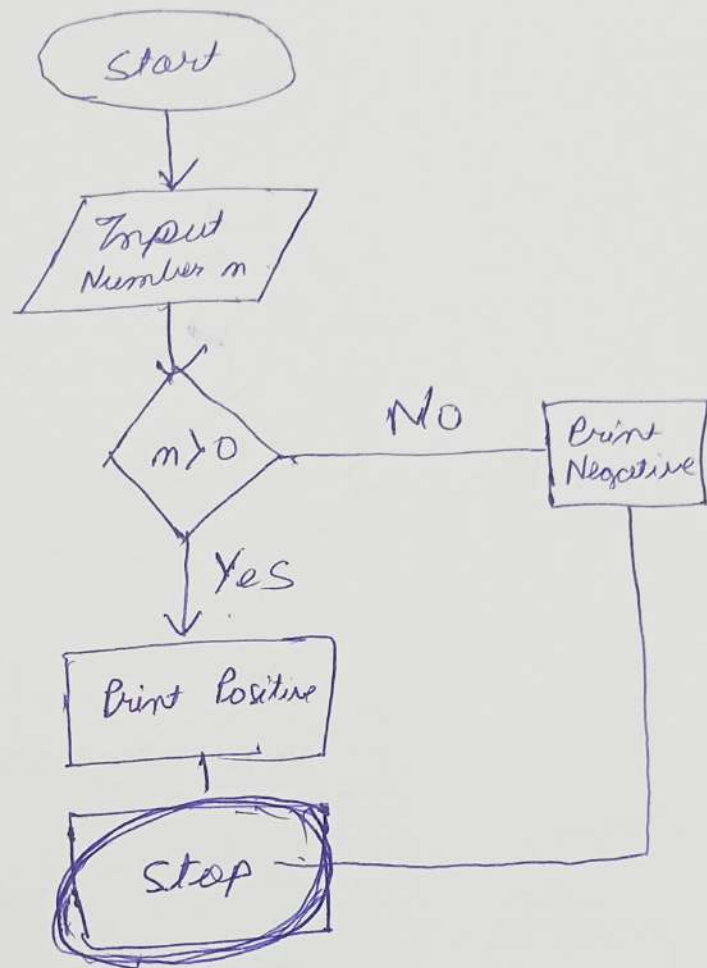 Start
Input
Number n
n>0
No
Print
Negative
Yes
Print Positive
Stop